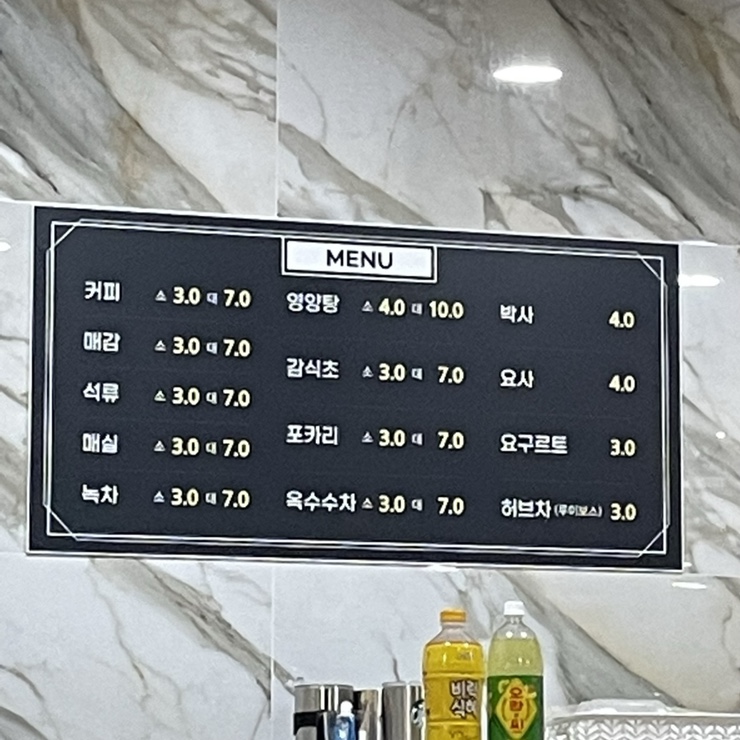 MENU
커피 소 3.0 대 7.0
매감 소 3.0 대 7.0
석류 소 3.0 대 7.0
매실 소 3.0 대 7.0
녹차 소 3.0 대 7.0
영양탕 소 4.0 대 10.0
감식초 소 3.0 대 7.0
포카리 소 3.0 대 7.0
옥수수차 소 3.0 대 7.0
박사 4.0
요사 4.0
요구르트 3.0
허브차 (루이보스) 3.0
비락
식혜
오란씨